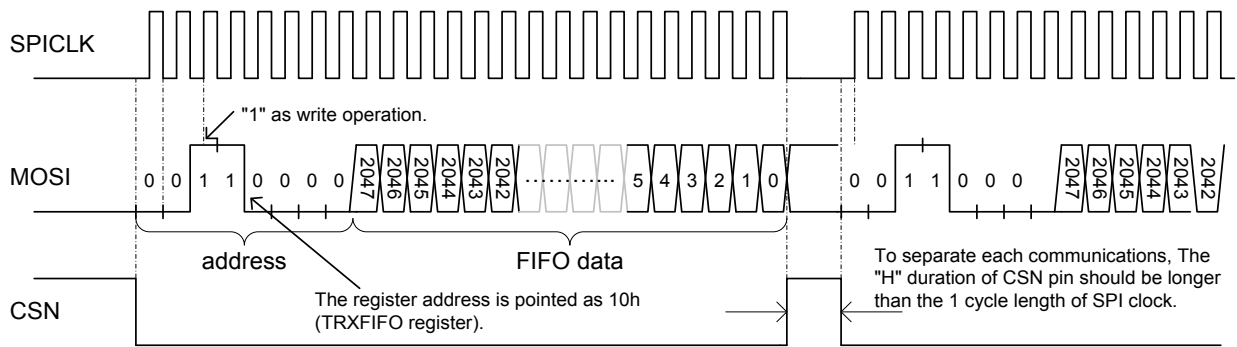 SPICLK
"1" as write operation.
MOSI
0 0 1 1 0 0 0 0 2047 2046 2045 2044 2043 2042 ............ 5 4 3 2 1 0 0 0 1 1 0 0 0 2047 2046 2045 2044 2043 2042
address
FIFO data
To separate each communications, The
"H" duration of CSN pin should be longer
than the 1 cycle length of SPI clock.
CSN
The register address is pointed as 10h
(TRXFIFO register).